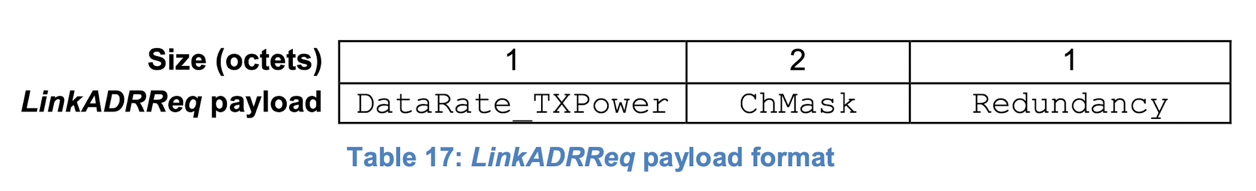 Size (octets) 1 2 1
LinkADRReq payload DataRate_TXPower ChMask Redundancy
Table 17: LinkADRReq payload format